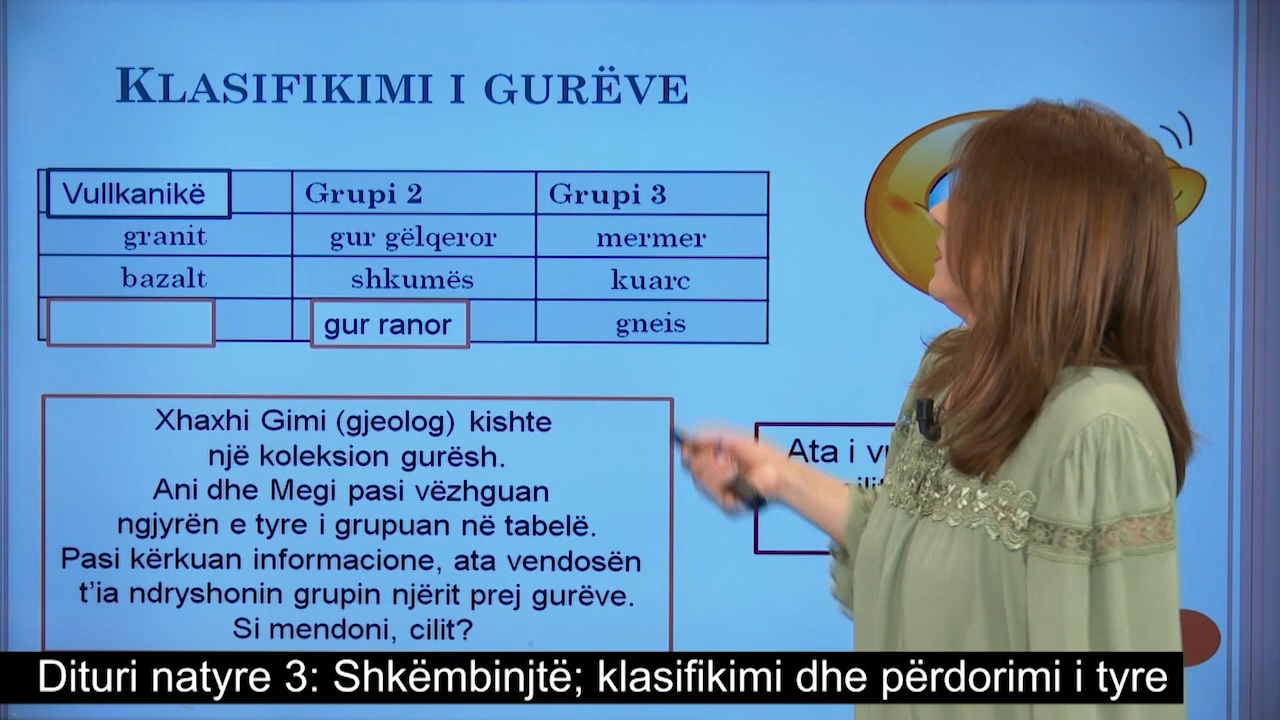 KLASIFIKIMI I GURËVE
Vullkanikë Grupi 2 Grupi 3
granit gur gëlqeror mermer
bazalt shkumës kuarc
gur ranor gneis
Xhaxhi Gimi (gjeolog) kishte
një koleksion gurësh.
Ani dhe Megi pasi vëzhguan
ngjyrën e tyre i grupuan në tabelë.
Pasi kërkuan informacione, ata vendosën
t'ia ndryshonin grupin njërit prej gurëve.
Si mendoni, cilit?
Ata i
Dituri natyre 3: Shkëmbinjtë; klasifikimi dhe përdorimi i tyre